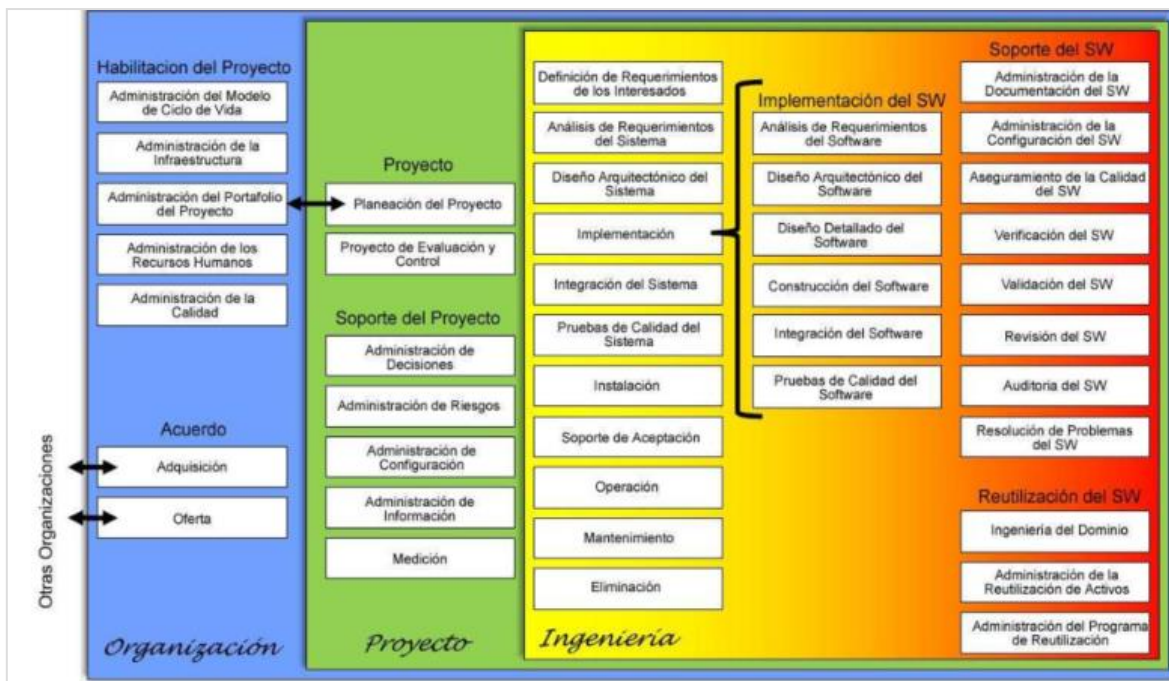 Otras Organizaciones
Habilitacion del Proyecto
Administración del Modelo
de Ciclo de Vida
Administración de la
Infraestructura
Administración del Portafolio
del Proyecto
Administración de los
Recursos Humanos
Administración de la
Calidad
Acuerdo
Adquisición
Oferta
Organización
Proyecto
Planeación del Proyecto
Proyecto de Evaluación y
Control
Soporte del Proyecto
Administración de
Decisiones
Administración de Riesgos
Administración de
Configuración
Administración de
Información
Medición
Proyecto
Definición de Requerimientos
de los Interesados
Análisis de Requerimientos
del Sistema
Diseño Arquitectónico del
Sistema
Implementación
Integración del Sistema
Pruebas de Calidad del
Sistema
Instalación
Soporte de Aceptación
Operación
Mantenimiento
Eliminación
Ingeniería
Implementación del SW
Análisis de Requerimientos
del Software
Diseño Arquitectónico del
Software
Diseño Detallado del
Software
Construcción del Software
Integración del Software
Pruebas de Calidad del
Software
Soporte del SW
Administración de la
Documentación del SW
Administración de la
Configuración del SW
Aseguramiento de la Calidad
del SW
Verificación del SW
Validación del SW
Revisión del SW
Auditoria del SW
Resolución de Problemas
del SW
Reutilización del SW
Ingeniería del Dominio
Administración de la
Reutilización de Activos
Administración del Programa
de Reutilización